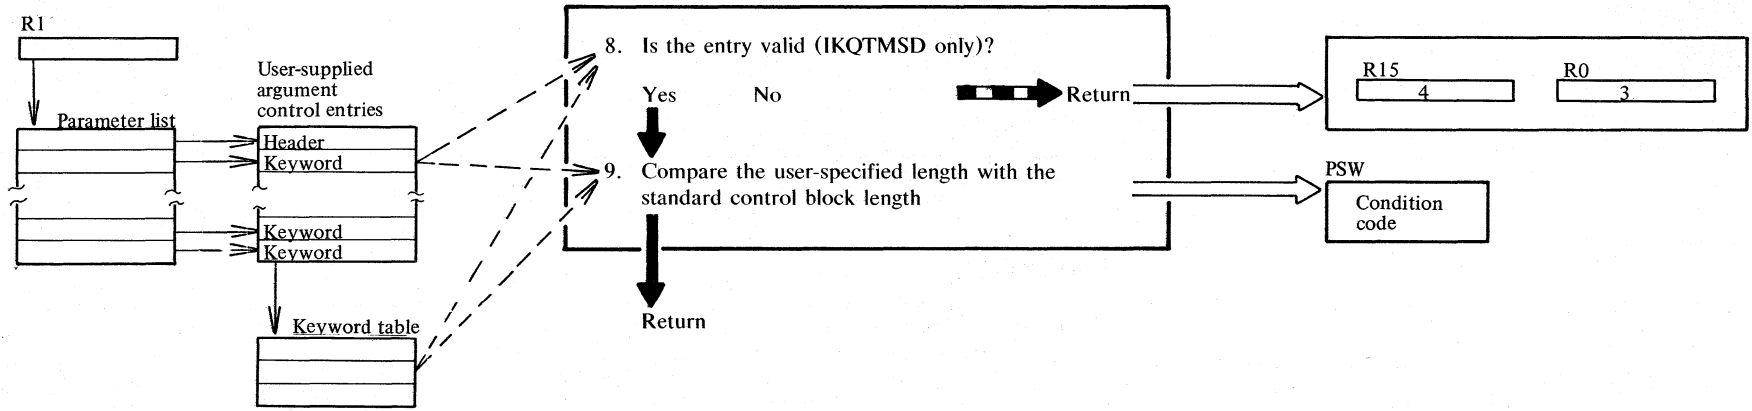 R1
Parameter list
User-supplied
argument
control entries
Header
Keyword
Keyword
Keyword
Keyword table
8. Is the entry valid (IKQTMSD only)?
Yes No Return
9. Compare the user-specified length with the
standard control block length
Return
R15 R0
4 3
PSW
Condition
code